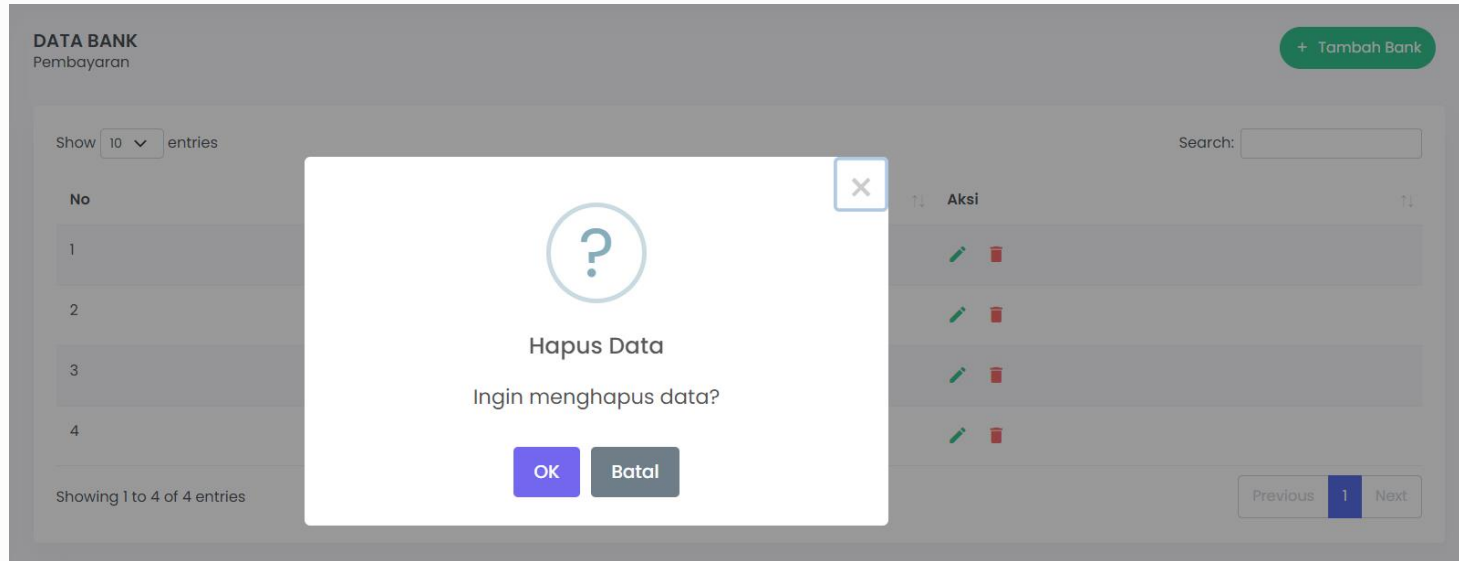 DATA BANK
Pembayaran
+ Tambah Bank
Show 10 entries
Search:
No
Aksi
1
2
3
4
?
Hapus Data
Ingin menghapus data?
OK
Batal
Showing 1 to 4 of 4 entries
Previous 1 Next